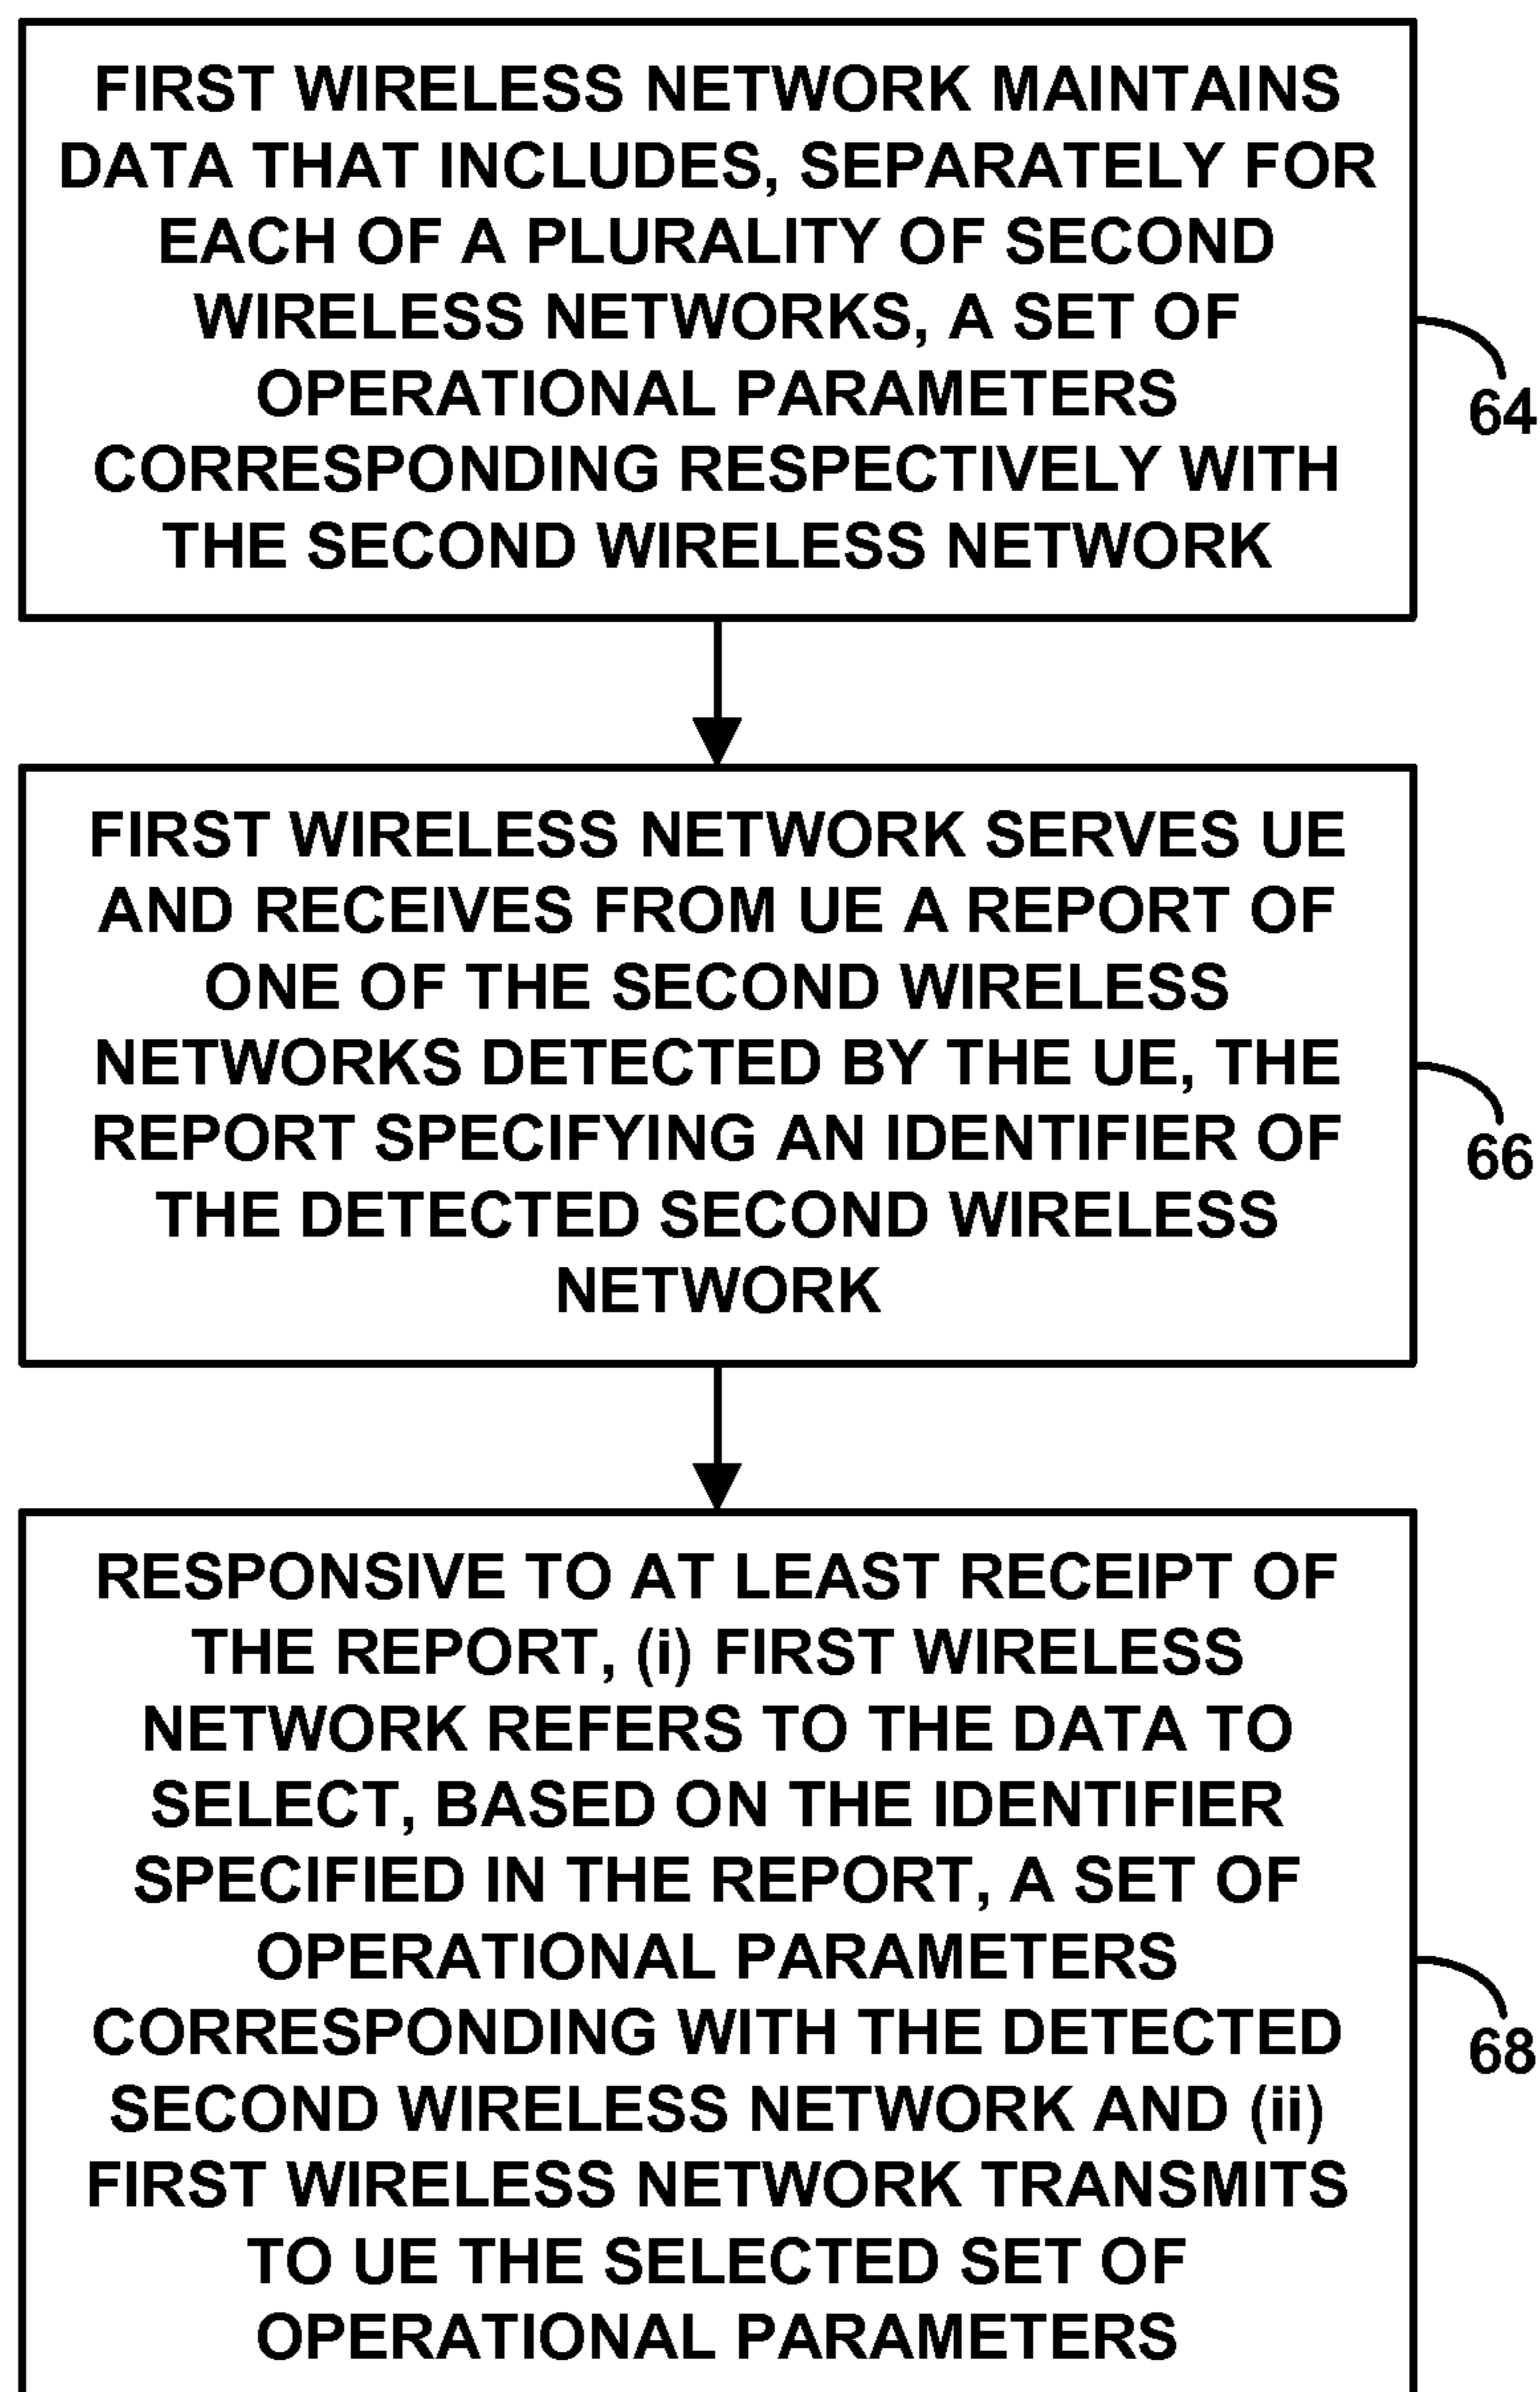 FIRST WIRELESS NETWORK MAINTAINS
DATA THAT INCLUDES, SEPARATELY FOR
EACH OF A PLURALITY OF SECOND
WIRELESS NETWORKS, A SET OF
OPERATIONAL PARAMETERS
CORRESPONDING RESPECTIVELY WITH
THE SECOND WIRELESS NETWORK
64
FIRST WIRELESS NETWORK SERVES UE
AND RECEIVES FROM UE A REPORT OF
ONE OF THE SECOND WIRELESS
NETWORKS DETECTED BY THE UE, THE
REPORT SPECIFYING AN IDENTIFIER OF
THE DETECTED SECOND WIRELESS
NETWORK
66
RESPONSIVE TO AT LEAST RECEIPT OF
THE REPORT, (i) FIRST WIRELESS
NETWORK REFERS TO THE DATA TO
SELECT, BASED ON THE IDENTIFIER
SPECIFIED IN THE REPORT, A SET OF
OPERATIONAL PARAMETERS
CORRESPONDING WITH THE DETECTED
SECOND WIRELESS NETWORK AND (ii)
FIRST WIRELESS NETWORK TRANSMITS
TO UE THE SELECTED SET OF
OPERATIONAL PARAMETERS
68